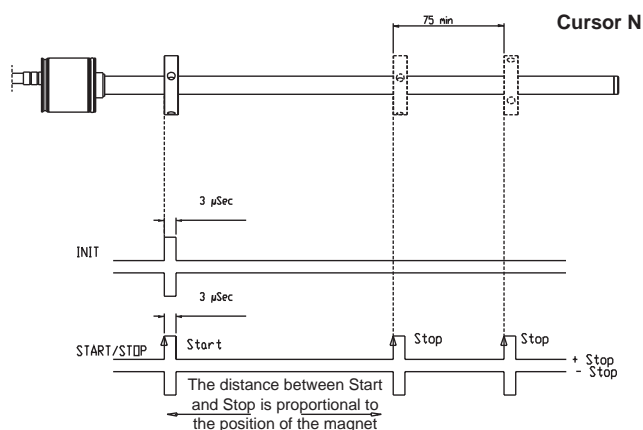 75 min
Cursor N
3 µSec
INIT
3 µSec
START/STOP
Start
Stop
Stop
+ Stop
- Stop
The distance between Start
and Stop is proportional to
the position of the magnet